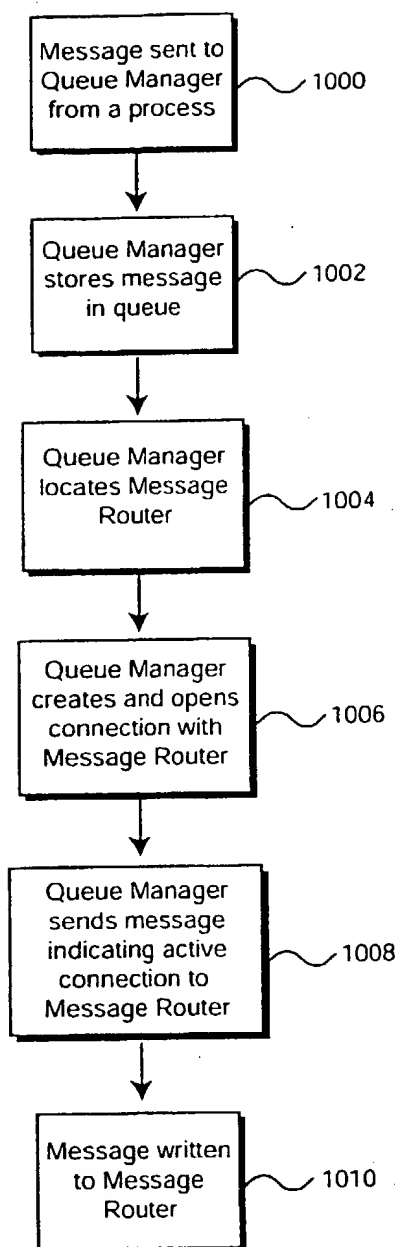 Message sent to
Queue Manager
from a process
1000
Queue Manager
stores message
in queue
1002
Queue Manager
locates Message
Router
1004
Queue Manager
creates and opens
connection with
Message Router
1006
Queue Manager
sends message
indicating active
connection to
Message Router
1008
Message written
to Message
Router
1010